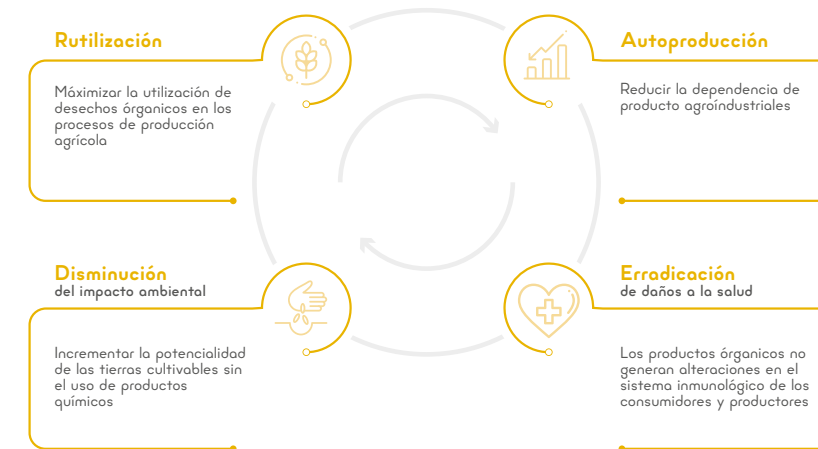 Rutilización
Máximizar la utilización de
desechos órganicos en los
procesos de producción
agrícola
Autoproducción
Reducir la dependencia de
producto agroíndustriales
Disminución
del impacto ambiental
Incrementar la potencialidad
de las tierras cultivables sin
el uso de productos
químicos
Erradicación
de daños a la salud
Los productos órganicos no
generan alteraciones en el
sistema inmunológico de los
consumidores y productores